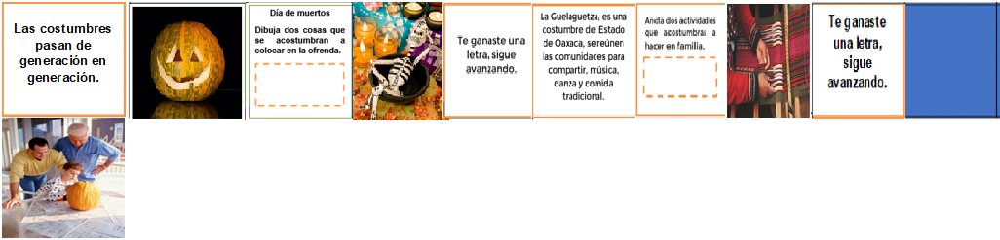 Las costumbres
pasan de
generación en
generación.
Día de muertos
Dibuja dos cosas que
se acostumbran a
colocar en la ofrenda.
Te ganaste una
letra, sigue
avanzando.
La Guelaguetza, es una
costumbre del Estado
de Oaxaca, se reúnen
las comunidaces para
compartir, música,
danza y comida
tradicional.
Anota dos actividades
que acostumbras a
hacer en familia.
Te ganaste
una letra,
sigue
avanzando.